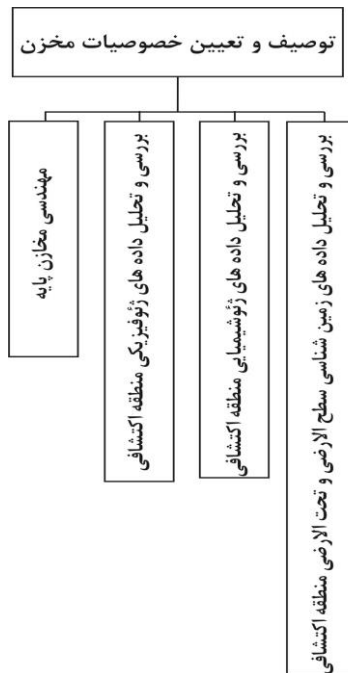 توصیف و تعیین خصوصیات مخزن
بررسی و تحلیل داده های زمین شناسی سطح الارضی و تحت الارضی منطقه اکتشافی
بررسی و تحلیل داده های ژئوشیمیایی منطقه اکتشافی
بررسی و تحلیل داده های ژئوفیزیکی منطقه اکتشافی
مهندسی مخازن پایه